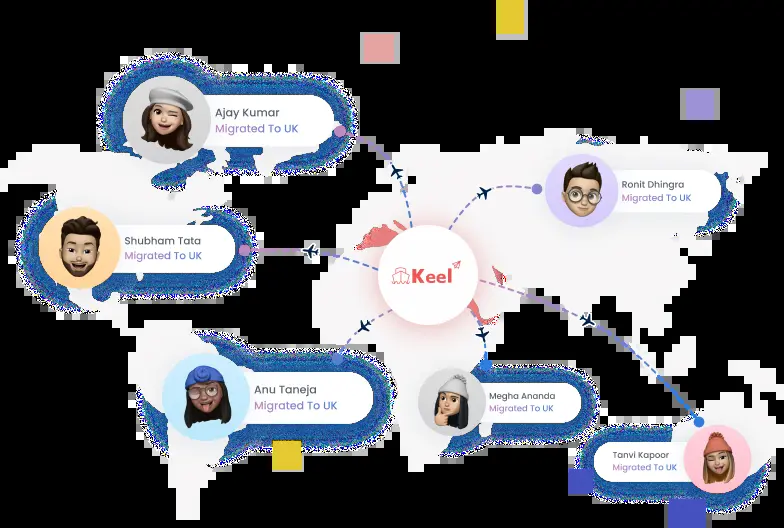 Ajay Kumar
Migrated To UK
Ronit Dhingra
Migrated To UK
Shubham Tata
Migrated To UK
Keel
Anu Taneja
Migrated To UK
Megha Ananda
Migrated To UK
Tanvi Kapoor
Migrated To UK